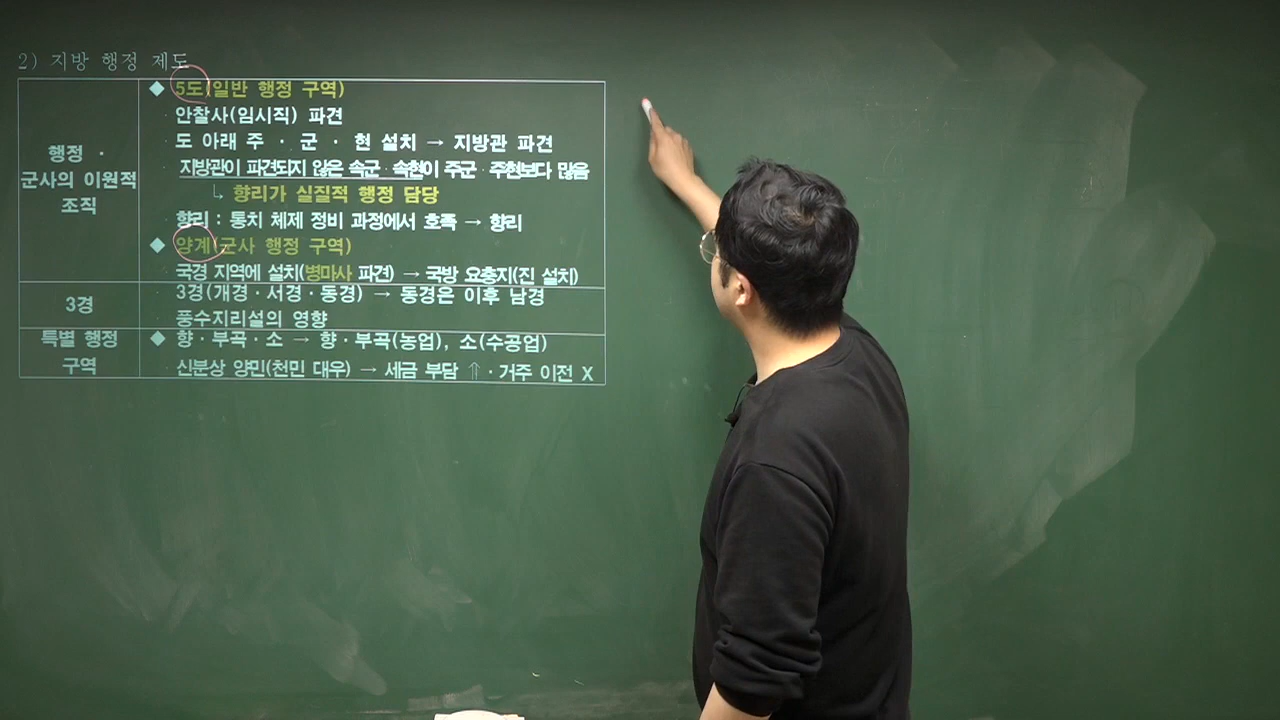 2) 지방 행정 제도
행정 ·
군사의 이원적
조직
◆ 5도(일반 행정 구역)
· 안찰사(임시직) 파견
· 도 아래 주 · 군 · 현 설치 → 지방관 파견
· 지방관이 파견되지 않은 속군 · 속현이 주군 · 주현보다 많음
↳ 향리가 실질적 행정 담당
· 향리 : 통치 체제 정비 과정에서 호족 → 향리
◆ 양계(군사 행정 구역)
· 국경 지역에 설치(병마사 파견) → 국방 요충지(진 설치)
3경
· 3경(개경·서경·동경) → 동경은 이후 남경
· 풍수지리설의 영향
특별 행정
구역
◆ 향·부곡·소 → 향·부곡(농업), 소(수공업)
· 신분상 양민(천민 대우) → 세금 부담 ⇑ · 거주 이전 X